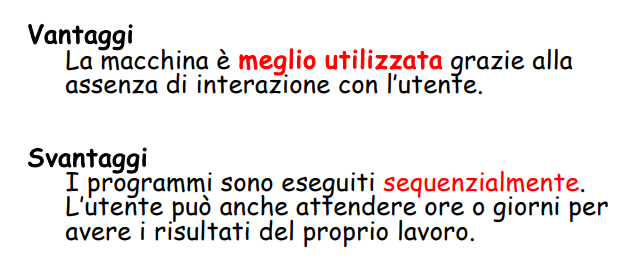 Vantaggi
La macchina è meglio utilizzata grazie alla
assenza di interazione con l’utente.
Svantaggi
I programmi sono eseguiti sequenzialmente.
L’utente può anche attendere ore o giorni per
avere i risultati del proprio lavoro.